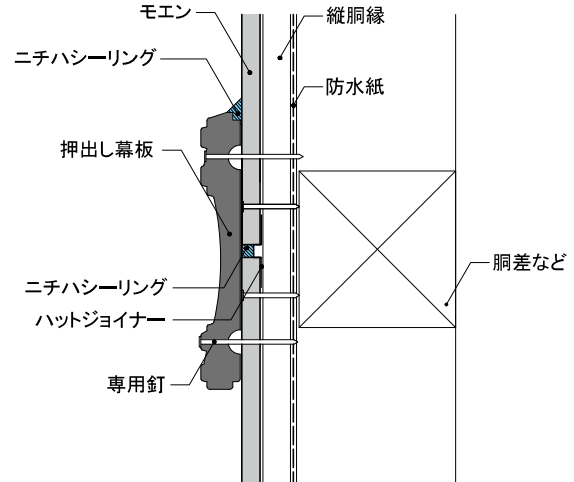 モエン
縦胴縁
ニチハシーリング
防水紙
押出し幕板
胴差など
ニチハシーリング
ハットジョイナー
専用釘